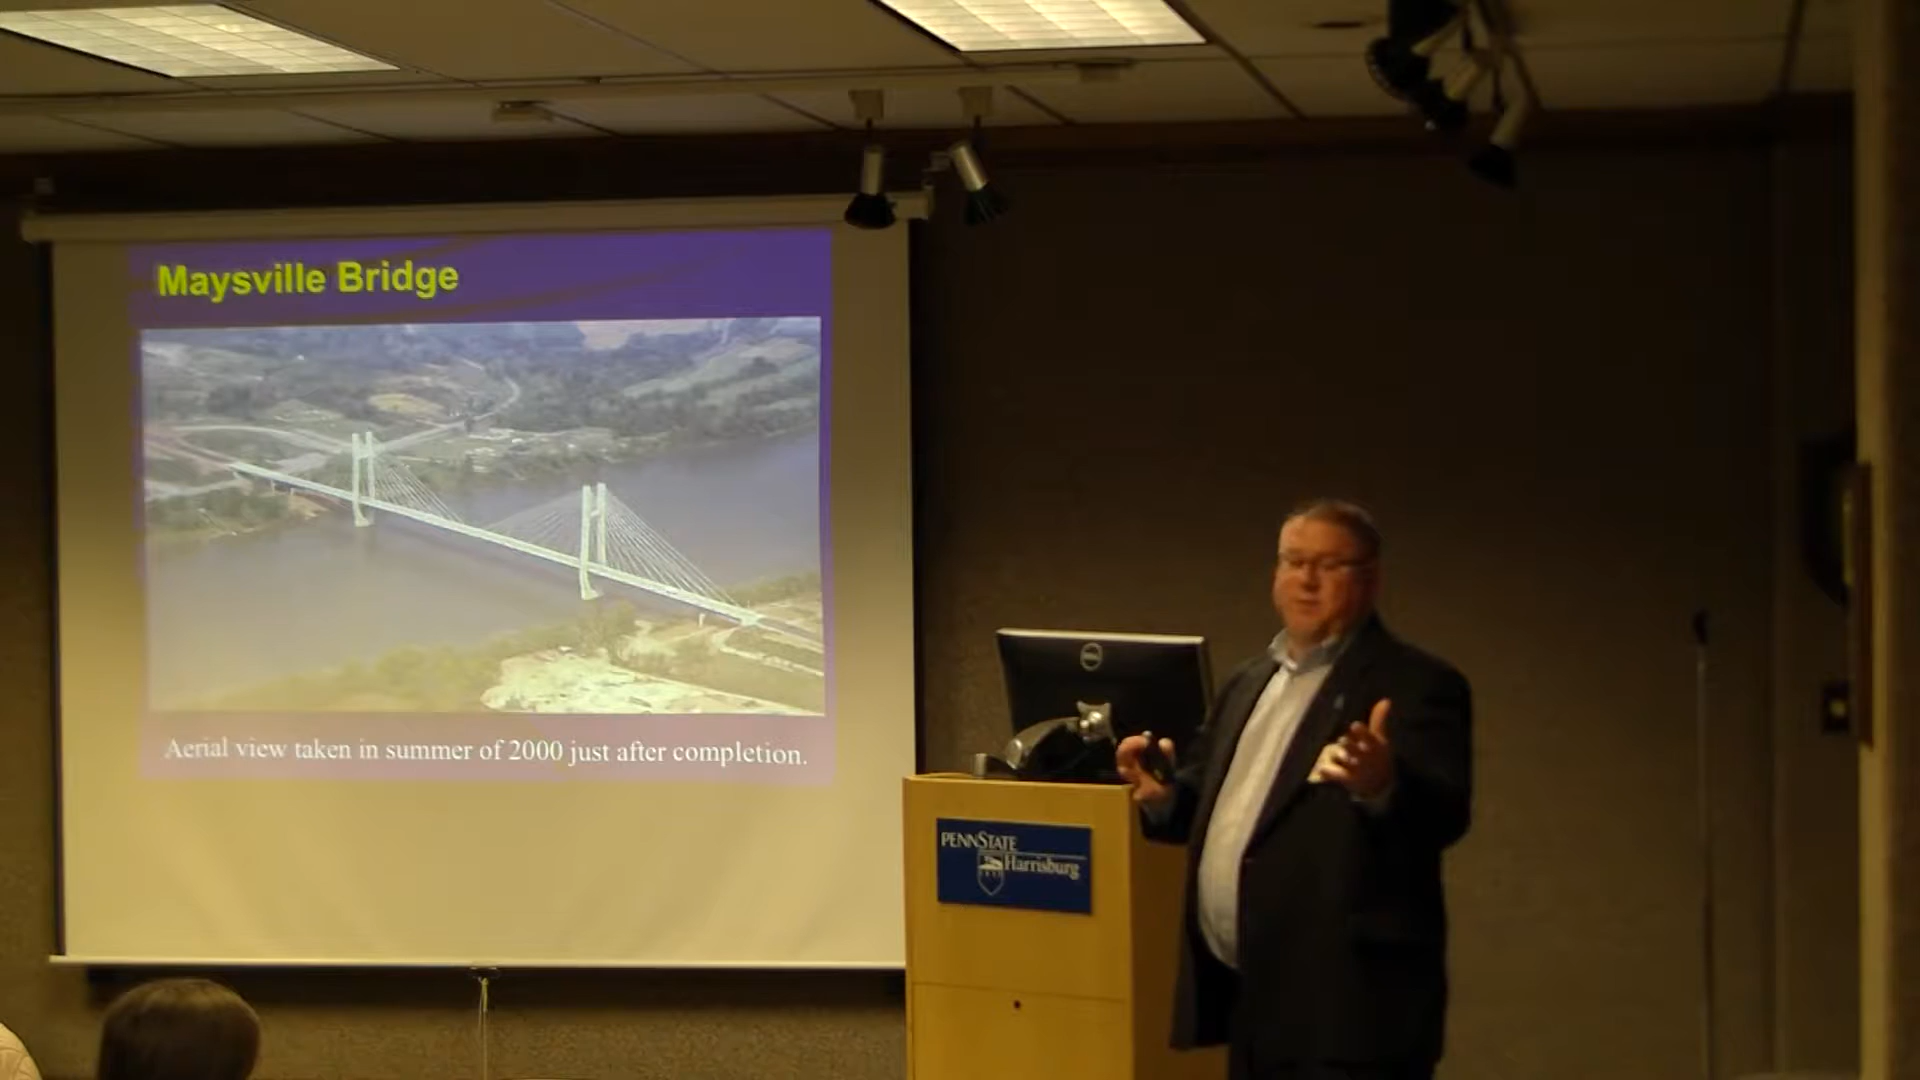 Maysville Bridge
Aerial view taken in summer of 2000 just after completion.
DELL
PENNSTATE
Harrisburg